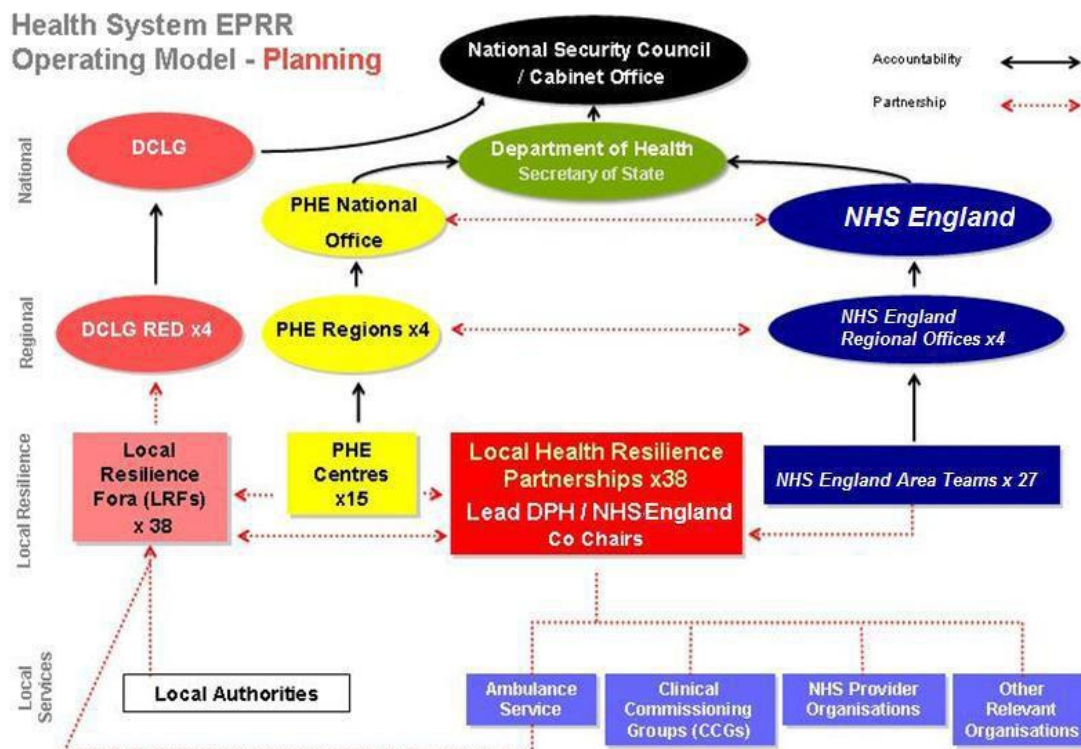 Health System EPRR
Operating Model - Planning
National Security Council
/ Cabinet Office
Accountability
Partnership
National
DCLG
Department of Health
Secretary of State
PHE National
Office
NHS England
Regional
DCLG RED x4
PHE Regions x4
NHS England
Regional Offices x4
Local Resilience
Local
Resilience
Fora (LRFs)
x 38
PHE
Centres
x15
Local Health Resilience
Partnerships x38
Lead DPH / NHS England
Co Chairs
NHS England Area Teams x 27
Local
Services
Local Authorities
Ambulance
Service
Clinical
Commissioning
Groups (CCGs)
NHS Provider
Organisations
Other
Relevant
Organisations